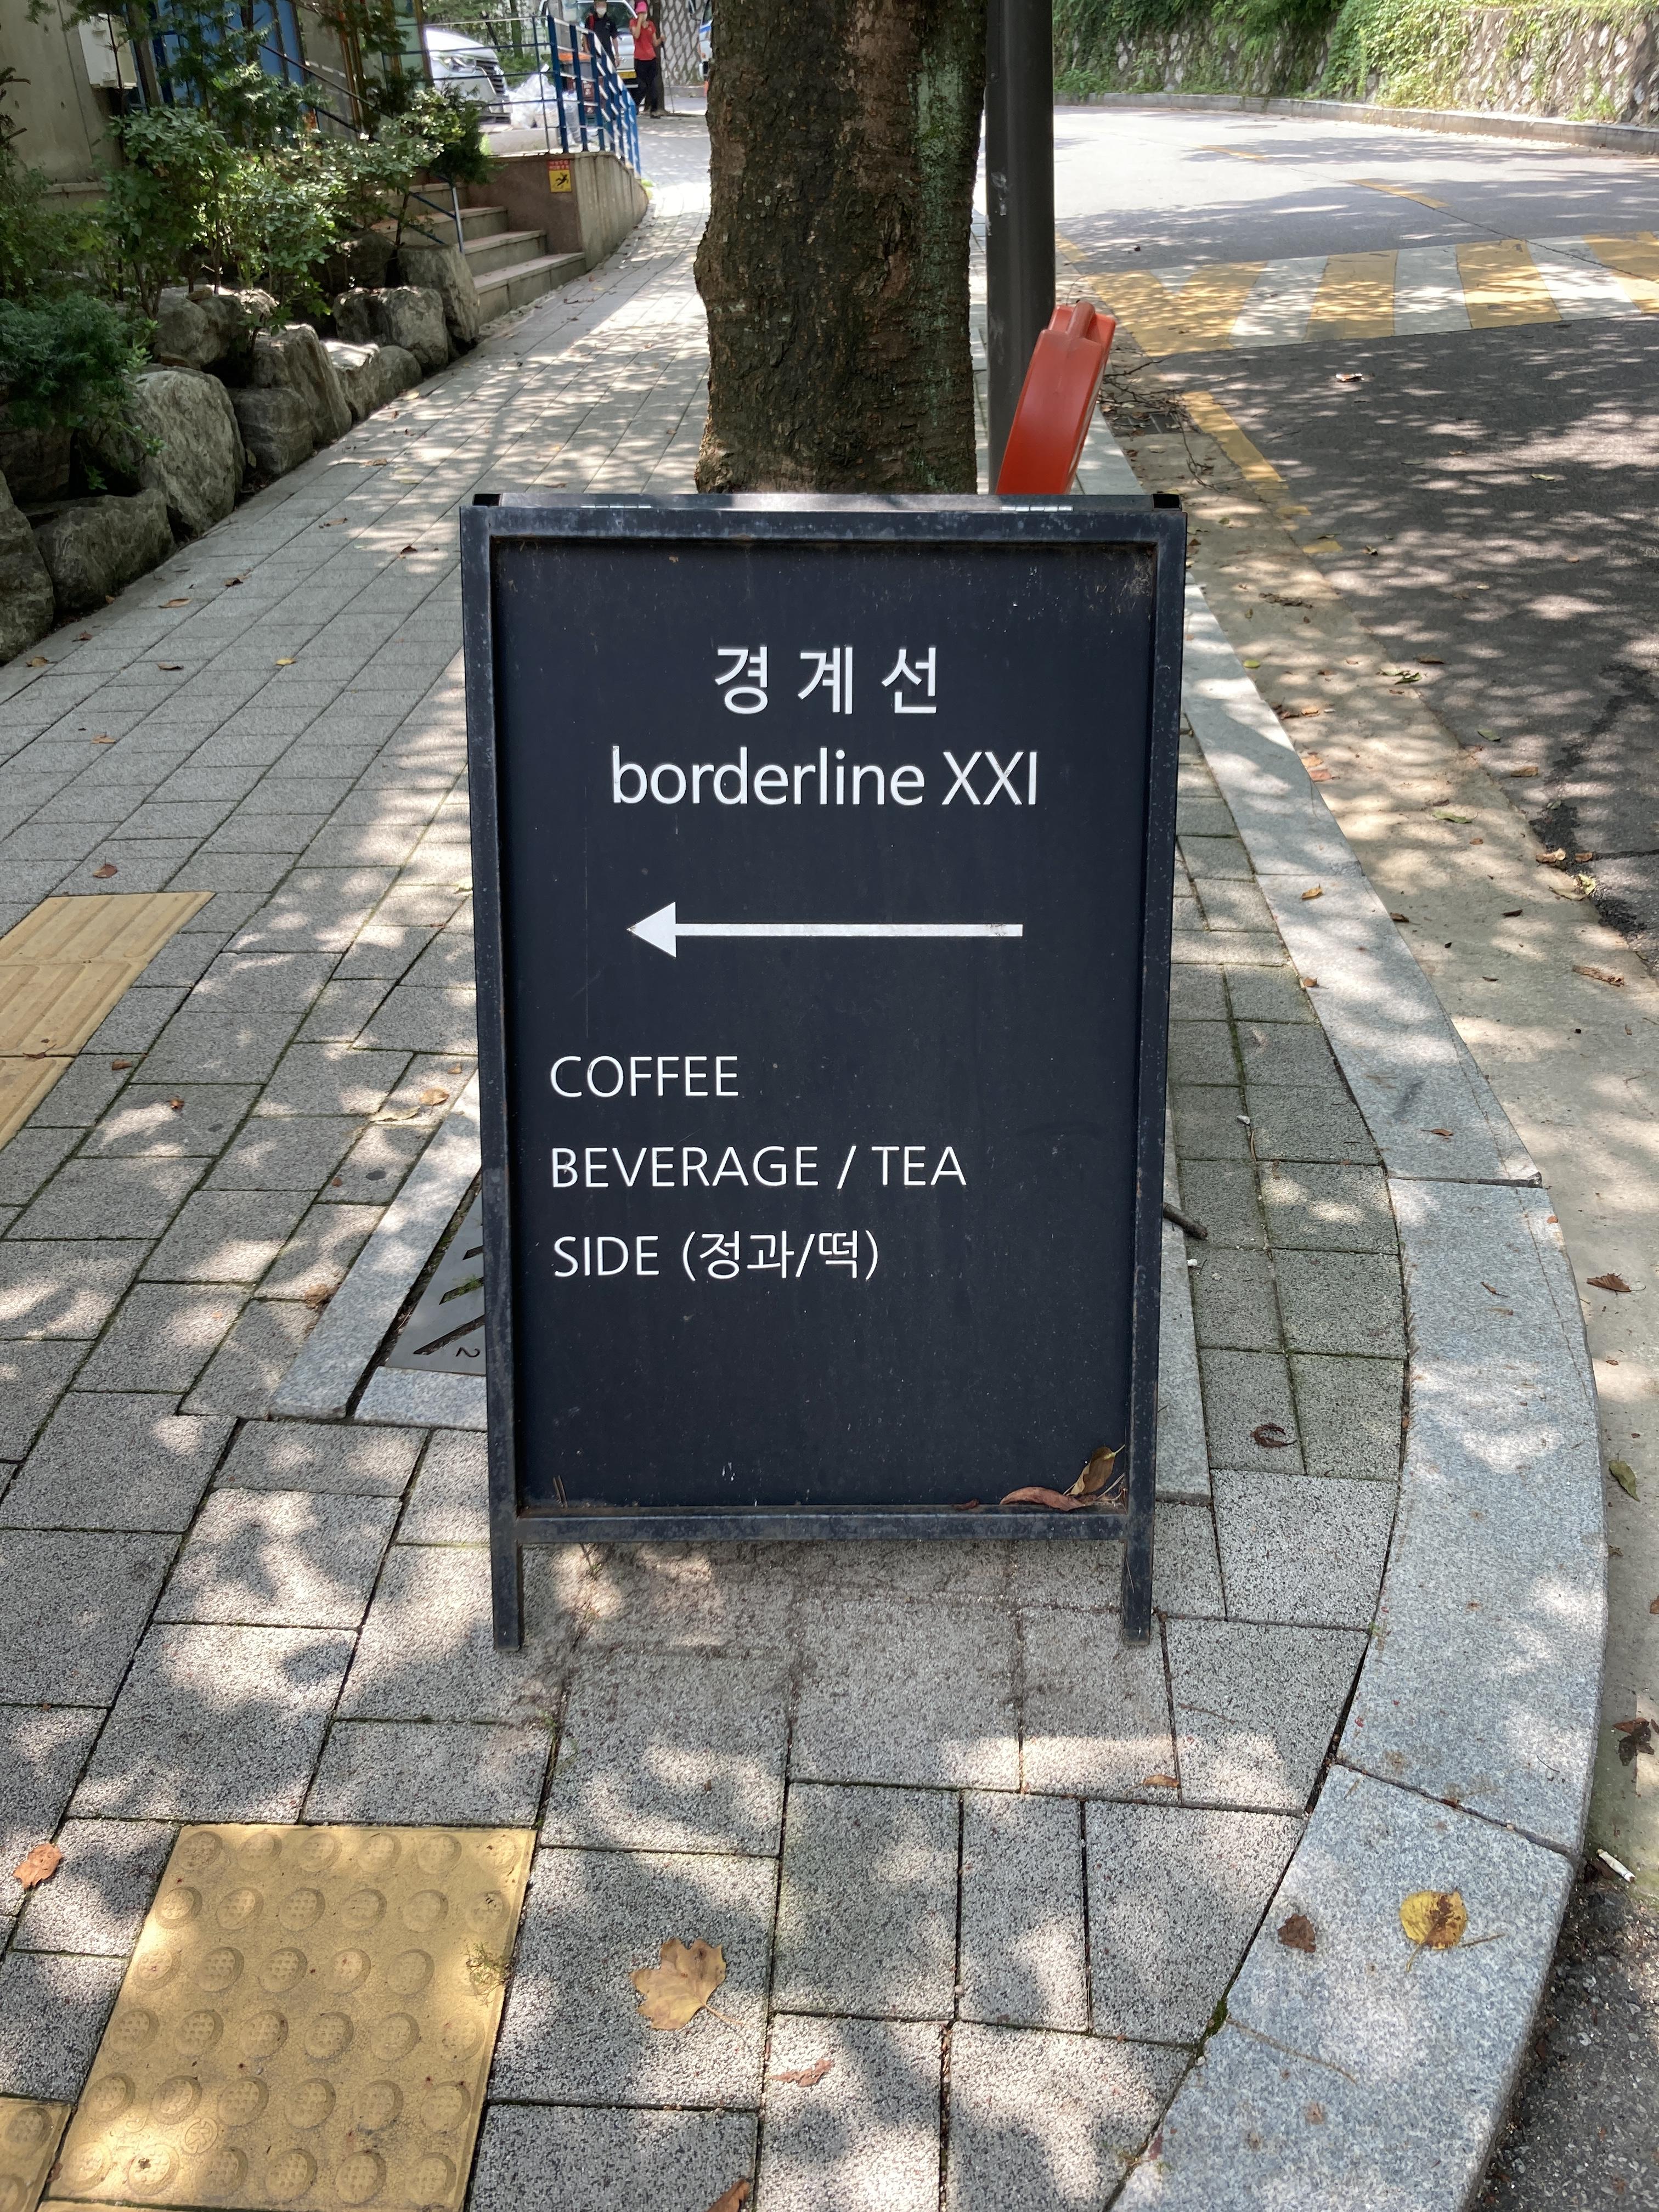 경계선
borderline XXI
COFFEE
BEVERAGE / TEA
SIDE (정과/떡)